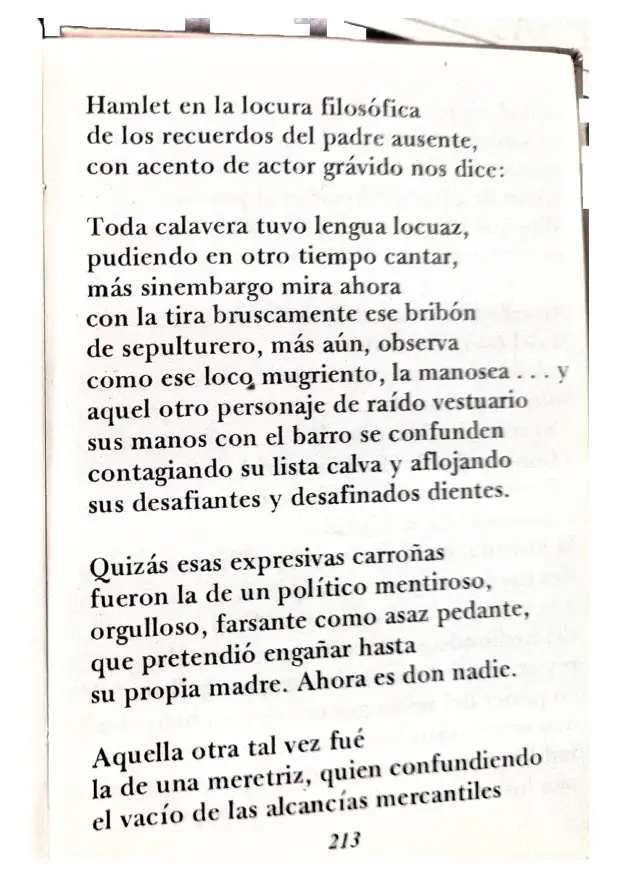 Hamlet en la locura filosófica
de los recuerdos del padre ausente,
con acento de actor grávido nos dice:
Toda calavera tuvo lengua locuaz,
pudiendo en otro tiempo cantar,
más sinembargo mira ahora
con la tira bruscamente ese bribón
de sepulturero, más aún, observa
como ese loco, mugriento, la manosea . . . y
aquel otro personaje de raído vestuario
sus manos con el barro se confunden
contagiando su lista calva y aflojando
sus desafiantes y desafinados dientes.
Quizás esas expresivas carroñas
fueron la de un político mentiroso,
orgulloso, farsante como asaz pedante,
que pretendió engañar hasta
su propia madre. Ahora es don nadie.
Aquella otra tal vez fué
la de una meretriz, quien confundiendo
el vacío de las alcancías mercantiles
213